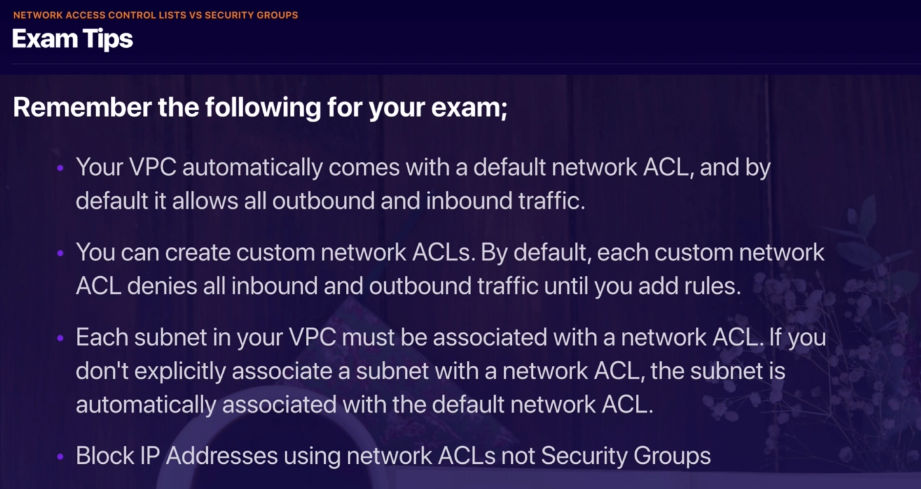 NETWORK ACCESS CONTROL LISTS VS SECURITY GROUPS
Exam Tips
Remember the following for your exam;
• Your VPC automatically comes with a default network ACL, and by
default it allows all outbound and inbound traffic.
• You can create custom network ACLs. By default, each custom network
ACL denies all inbound and outbound traffic until you add rules.
• Each subnet in your VPC must be associated with a network ACL. If you
don't explicitly associate a subnet with a network ACL, the subnet is
automatically associated with the default network ACL.
• Block IP Addresses using network ACLs not Security Groups